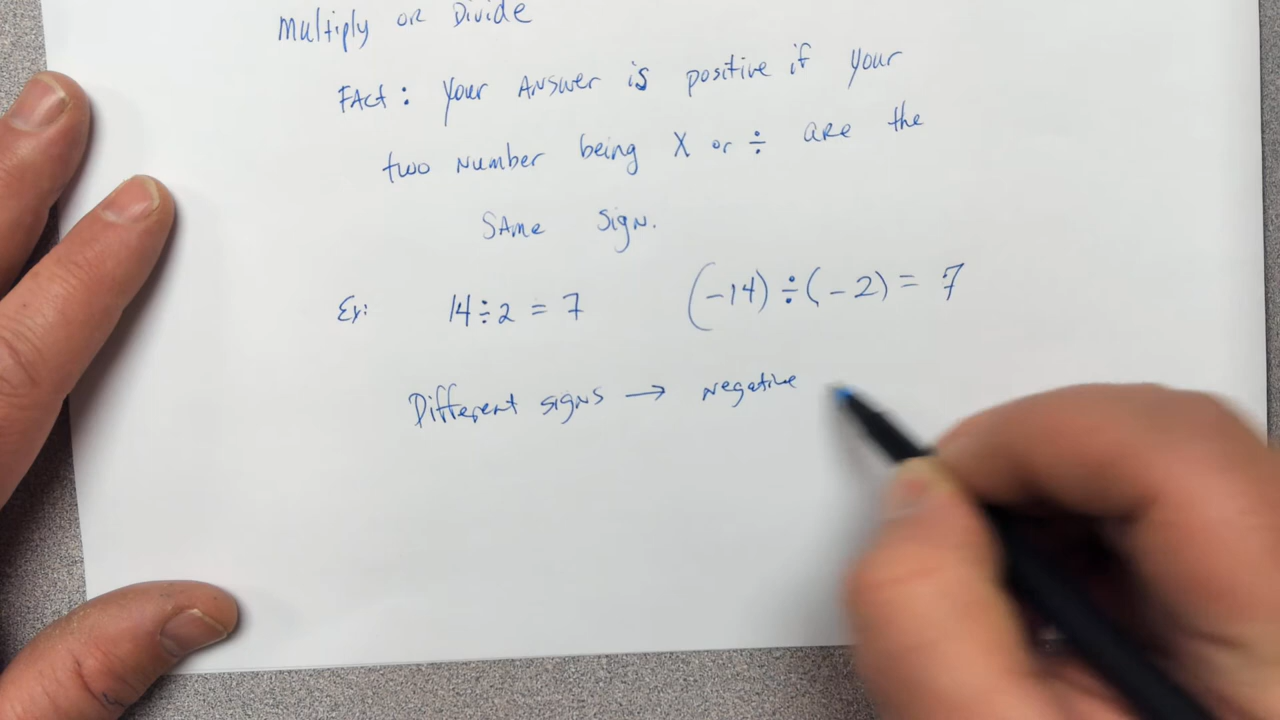 Multiply or Divide
Fact: Your Answer is positive if your
two number being X or ÷ are the
same sign.
Ex: 14÷2 = 7 (-14)÷(-2) = 7
Different signs → negative